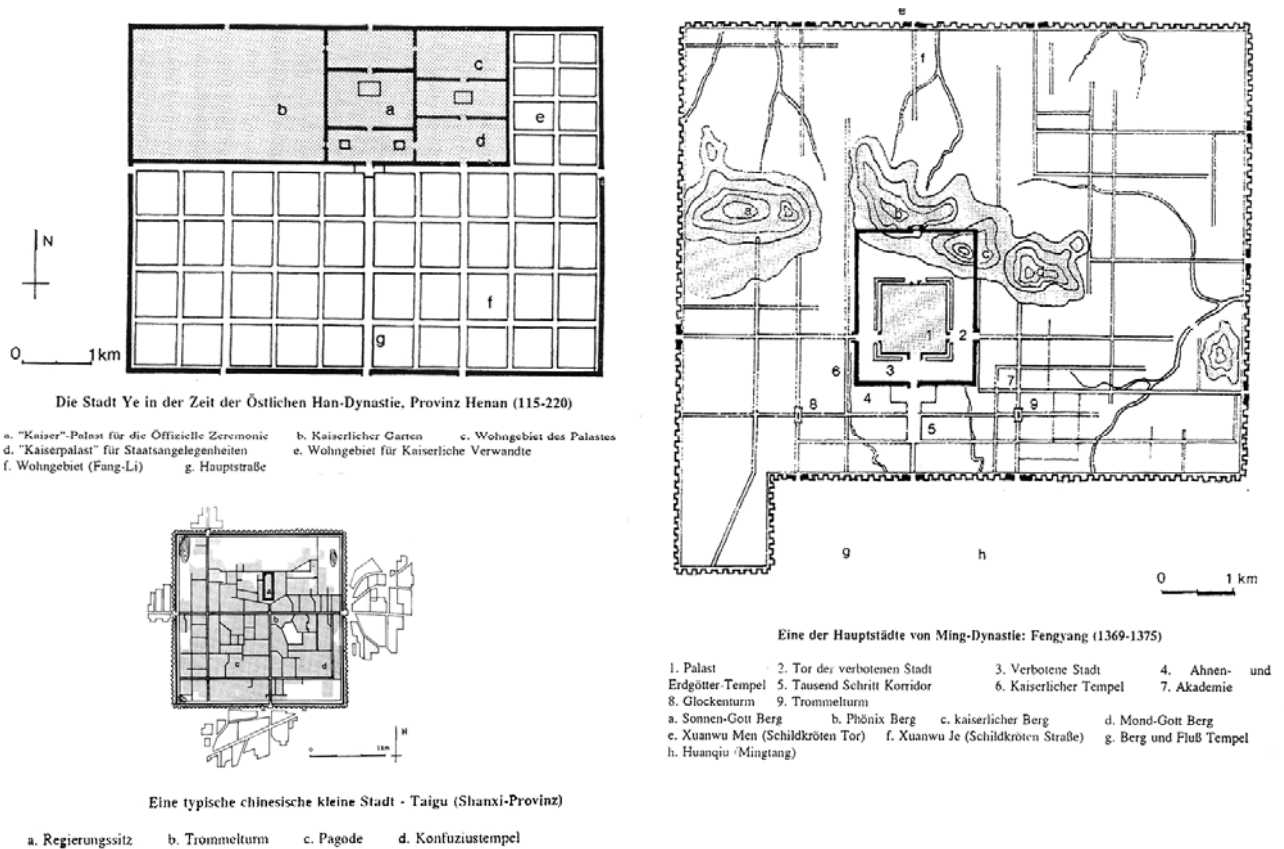 b
c
a
d
e
N
f
g
0 1km
Die Stadt Ye in der Zeit der Östlichen Han-Dynastie, Provinz Henan (115-220)
a. "Kaiser"-Palast für die Öffizielle Zeremonie b. Kaiserlicher Garten c. Wohngebiet des Palastes
d. "Kaiserpalast" für Staatsangelegenheiten e. Wohngebiet für Kaiserliche Verwandte
f. Wohngebiet (Fang-Li) g. Hauptstraße
a
b
c
d
N
0 1km
Eine typische chinesische kleine Stadt - Taigu (Shanxi-Provinz)
a. Regierungssitz b. Trommelturm c. Pagode d. Konfuziustempel
e
f
a
b
c
d
1
2
3
6
4
7
8
9
5
g
h
0 1 km
Eine der Hauptstädte von Ming-Dynastie: Fengyang (1369-1375)
1. Palast 2. Tor der verbotenen Stadt 3. Verbotene Stadt 4. Ahnen- und
Erdgötter-Tempel 5. Tausend Schritt Korridor 6. Kaiserlicher Tempel 7. Akademie
8. Glockenturm 9. Trommelturm
a. Sonnen-Gott Berg b. Phönix Berg c. kaiserlicher Berg d. Mond-Gott Berg
e. Xuanwu Men (Schildkröten Tor) f. Xuanwu Je (Schildkröten Straße) g. Berg und Fluß Tempel
h. Huanqiu (Mingtang)